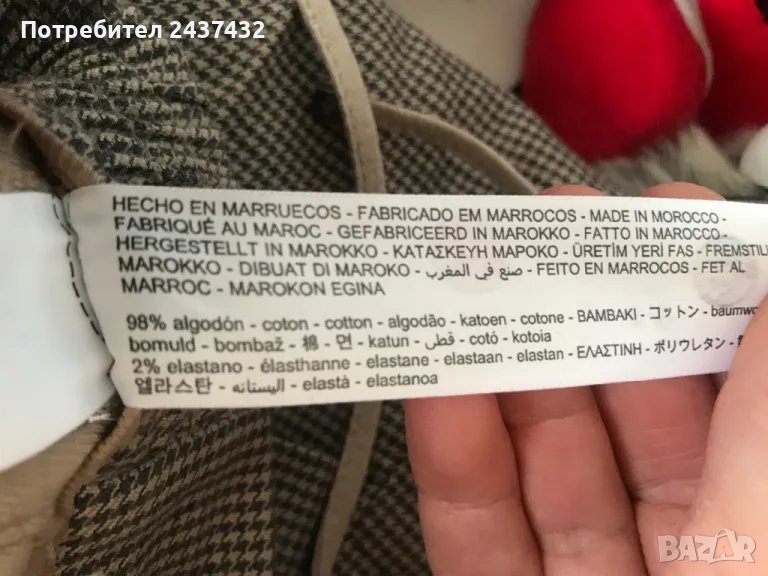 Потребител 2437432
HECHO EN MARRUECOS - FABRICADO EM MARROCOS - MADE IN MOROCCO -
FABRIQUÉ AU MAROC - GEFABRICEERD IN MAROKKO - FATTO IN MAROCCO -
HERGESTELLT IN MAROKKO - ΚΑΤΑΣΚΕΥΗ ΜΑΡΟΚΟ - ÜRETİM YERİ FAS - FREMSTIL
MAROKKO - DIBUAT DI MAROKO - صنع في المغرب - FEITO EN MARROCOS - FET AL
MARROC - MAROKON EGINA
98% algodón - coton - cotton - algodão - katoen - cotone - ΒΑΜΒΑΚΙ - コットン - baumwo
bomuld - bombaž - 棉 - 면 - katun - قطن - cotó - kotoia
2% elastano - élasthanne - elastane - elastaan - elastan - ΕΛΑΣΤΙΝΗ - ポリウレタン -
엘라스탄 - اليستانه - elastà - elastanoa
BAZAR